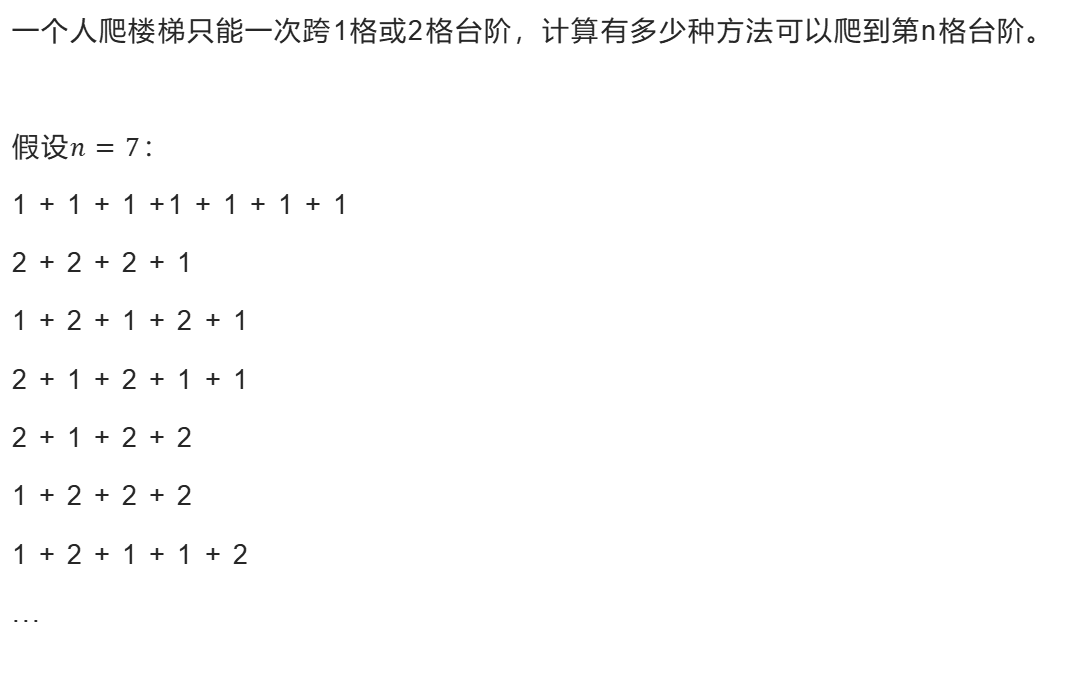 一个人爬楼梯只能一次跨1格或2格台阶，计算有多少种方法可以爬到第n格台阶。
假设n = 7：
1 + 1 + 1 +1 + 1 + 1 + 1
2 + 2 + 2 + 1
1 + 2 + 1 + 2 + 1
2 + 1 + 2 + 1 + 1
2 + 1 + 2 + 2
1 + 2 + 2 + 2
1 + 2 + 1 + 1 + 2
...